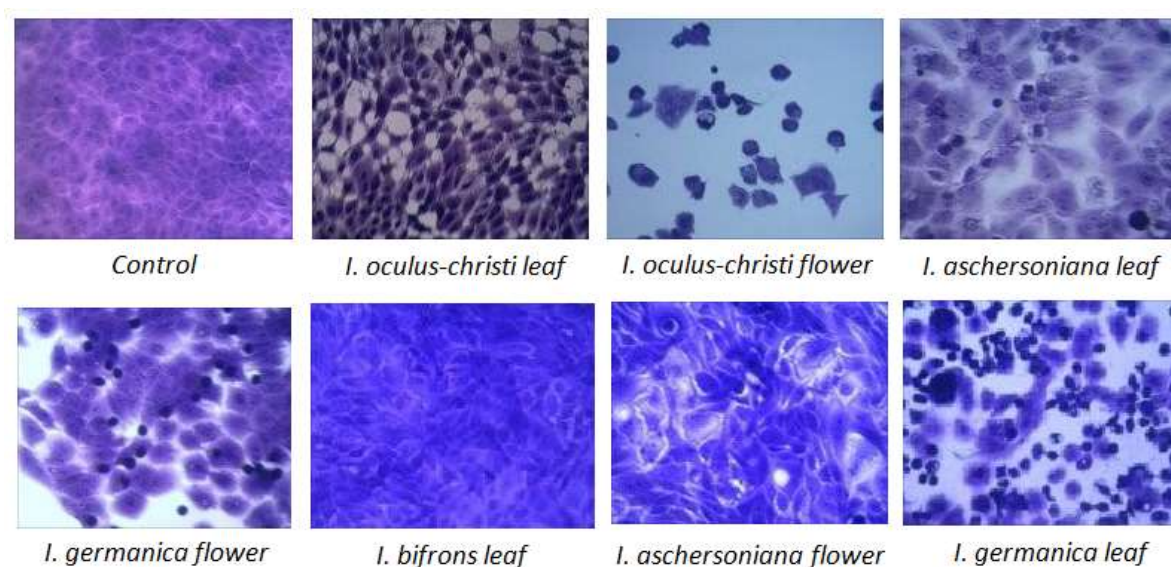 Control
I. oculus-christi leaf
I. oculus-christi flower
I. aschersoniana leaf
I. germanica flower
I. bifrons leaf
I. aschersoniana flower
I. germanica leaf